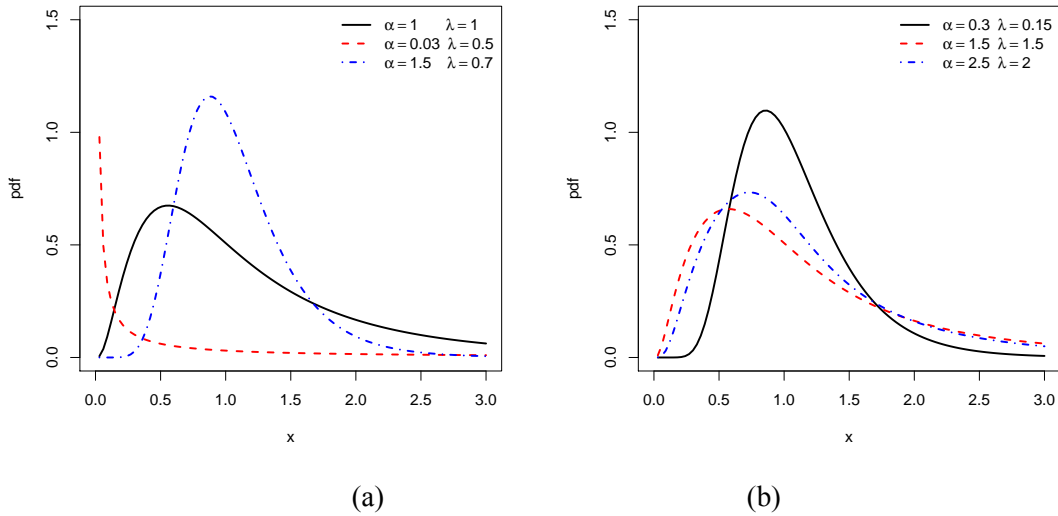 1.5
1.0
0.5
0.0
pdf
α = 1 λ = 1
α = 0.03 λ = 0.5
α = 1.5 λ = 0.7
0.0 0.5 1.0 1.5 2.0 2.5 3.0
x
(a)
1.5
1.0
0.5
0.0
pdf
α = 0.3 λ = 0.15
α = 1.5 λ = 1.5
α = 2.5 λ = 2
0.0 0.5 1.0 1.5 2.0 2.5 3.0
x
(b)